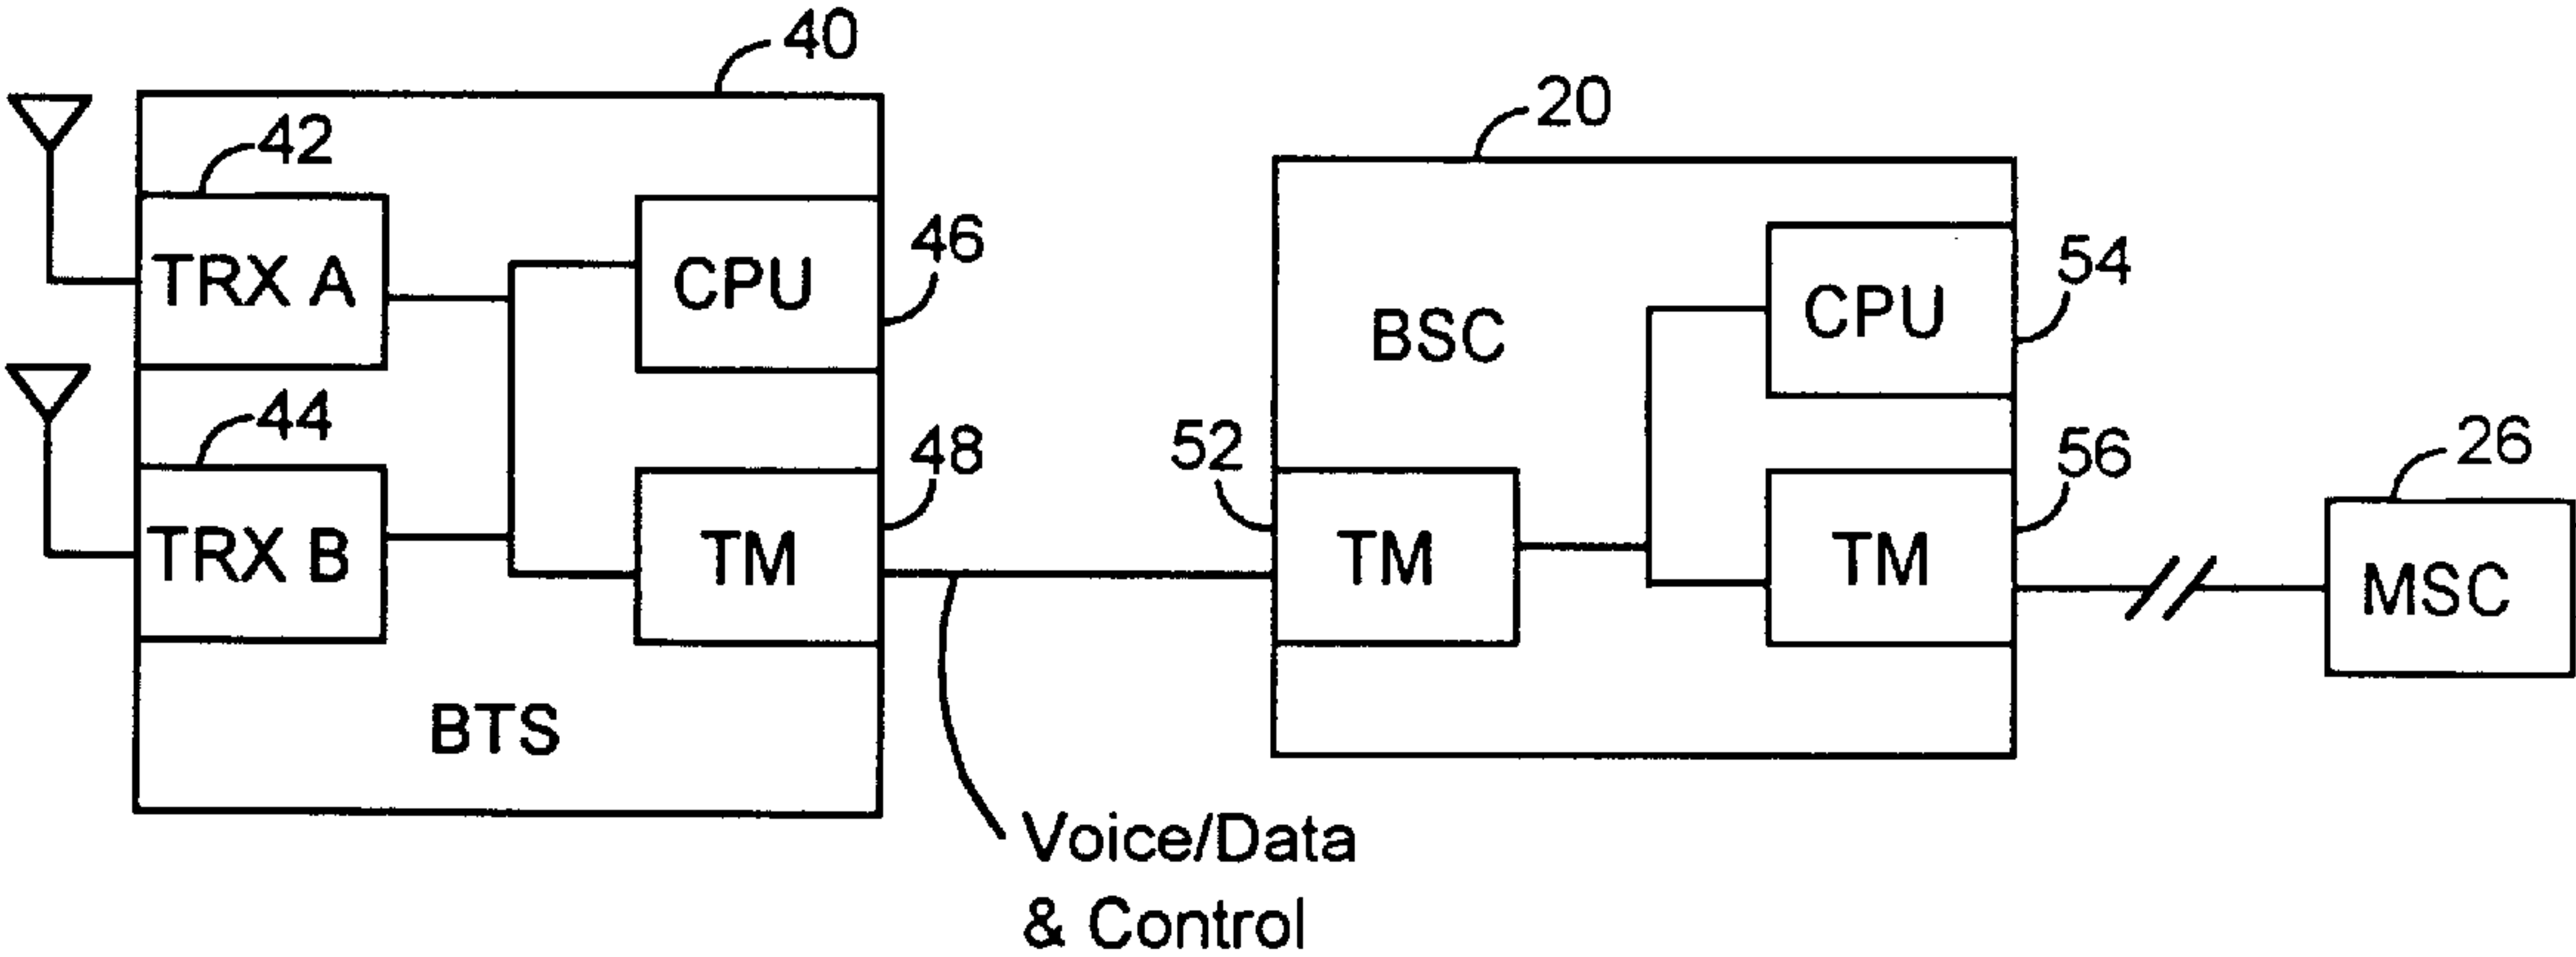 40
20
42
TRX A
CPU
46
BSC
CPU
54
44
TRX B
TM
48
52
TM
TM
56
26
MSC
BTS
Voice/Data
& Control